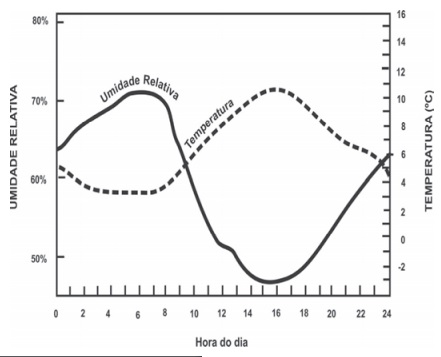 80%
70%
60%
50%
UMIDADE RELATIVA
Umidade Relativa
Temperatura
16
14
12
10
8
6
4
2
0
-2
TEMPERATURA (ºC)
0 2 4 6 8 10 12 14 16 18 20 22 24
Hora do dia